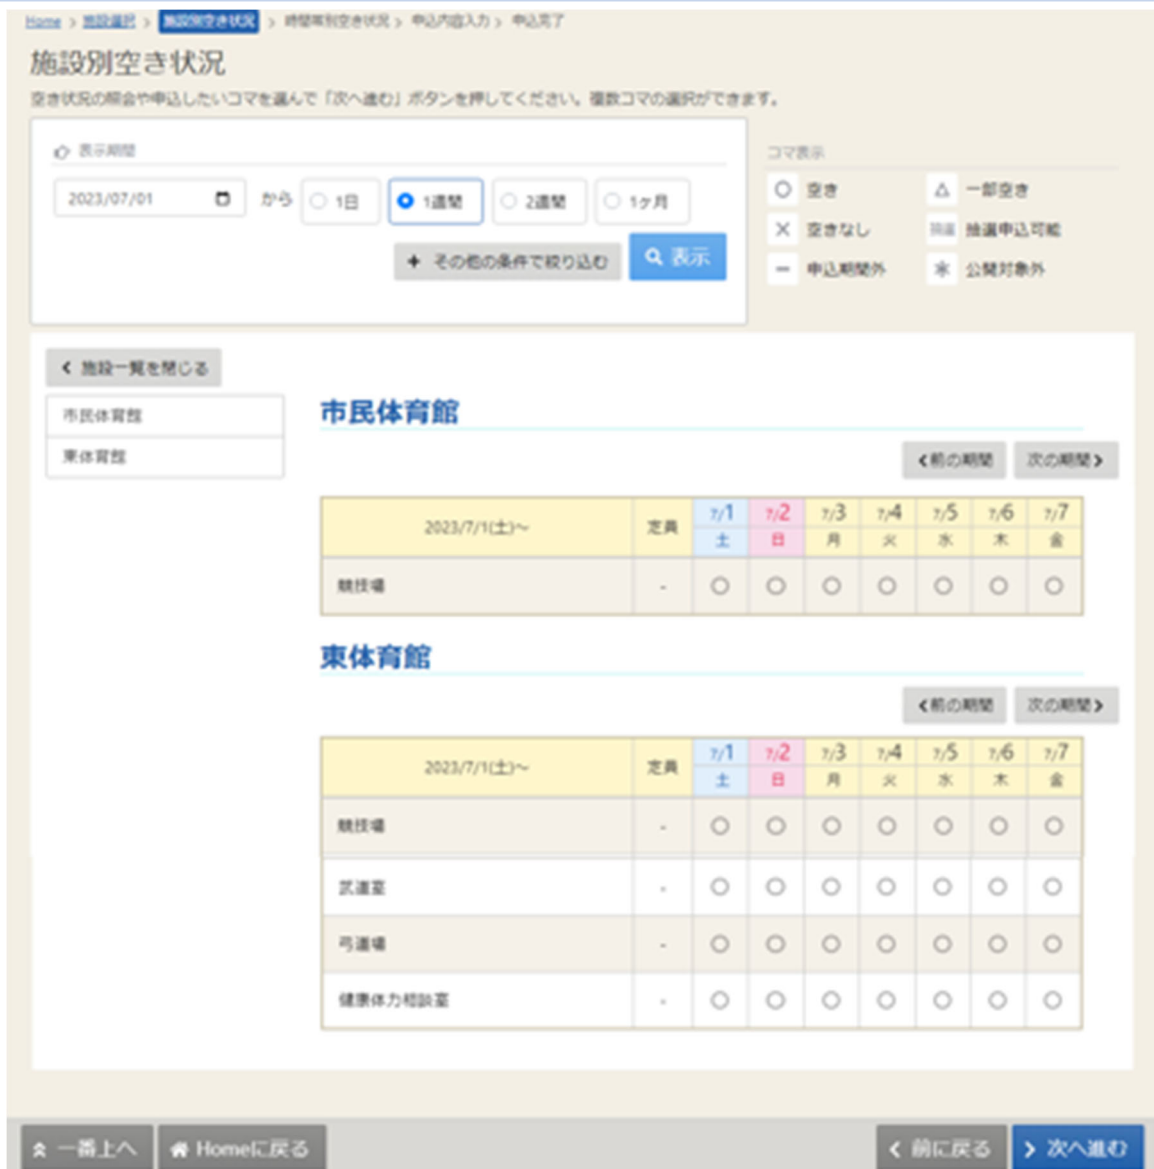 Home > 施設選択 > 施設別空き状況 > 時間帯別空き状況 > 申込内容入力 > 申込完了
施設別空き状況
空き状況の照会や申込したいコマを選んで「次へ進む」ボタンを押してください。複数コマの選択ができます。
表示期間
2023/07/01 から 1日 1週間 2週間 1ヶ月
+ その他の条件で絞り込む 表示
コマ表示
○ 空き △ 一部空き
× 空きなし 抽選 抽選申込可能
− 申込期間外 * 公開対象外
< 施設一覧を閉じる
市民体育館
東体育館
市民体育館
<前の期間 次の期間>
2023/7/1(土)~ 定員 7/1 7/2 7/3 7/4 7/5 7/6 7/7
土 日 月 火 水 木 金
競技場 - ○ ○ ○ ○ ○ ○ ○
東体育館
<前の期間 次の期間>
2023/7/1(土)~ 定員 7/1 7/2 7/3 7/4 7/5 7/6 7/7
土 日 月 火 水 木 金
競技場 - ○ ○ ○ ○ ○ ○ ○
武道室 - ○ ○ ○ ○ ○ ○ ○
弓道場 - ○ ○ ○ ○ ○ ○ ○
健康体力相談室 - ○ ○ ○ ○ ○ ○ ○
一番上へ Homeに戻る < 前に戻る > 次へ進む